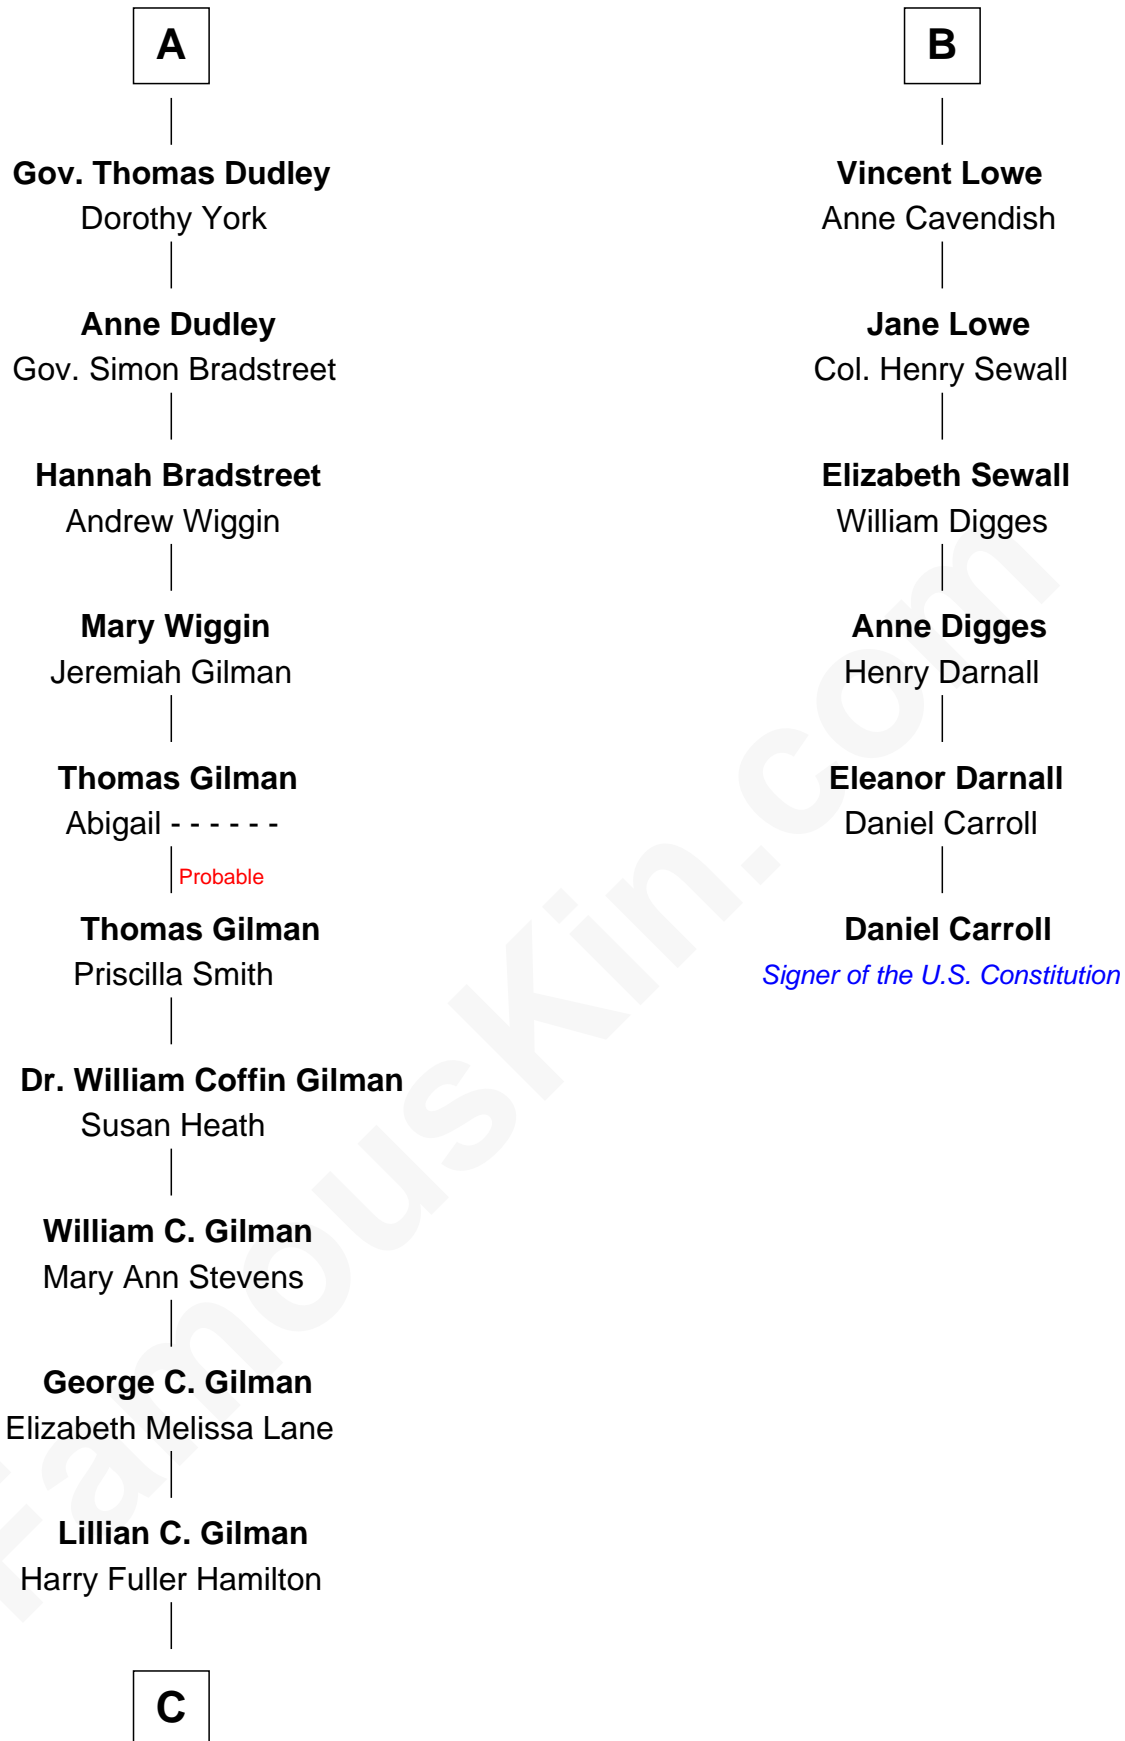 A
Gov. Thomas Dudley
Dorothy York
Anne Dudley
Gov. Simon Bradstreet
Hannah Bradstreet
Andrew Wiggin
Mary Wiggin
Jeremiah Gilman
Thomas Gilman
Abigail - - - - - -
Probable
Thomas Gilman
Priscilla Smith
Dr. William Coffin Gilman
Susan Heath
William C. Gilman
Mary Ann Stevens
George C. Gilman
Elizabeth Melissa Lane
Lillian C. Gilman
Harry Fuller Hamilton
C
B
Vincent Lowe
Anne Cavendish
Jane Lowe
Col. Henry Sewall
Elizabeth Sewall
William Digges
Anne Digges
Henry Darnall
Eleanor Darnall
Daniel Carroll
Daniel Carroll
Signer of the U.S. Constitution
FamousKin.com